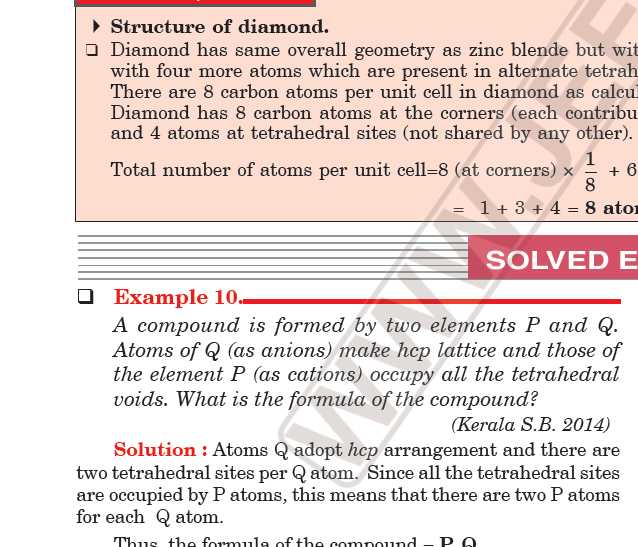 Structure of diamond.
❑ Diamond has same overall geometry as zinc blende but
with four more atoms which are present in alternate
There are 8 carbon atoms per unit cell in diamond as
Diamond has 8 carbon atoms at the corners (each
and 4 atoms at tetrahedral sites (not shared by any other).
Total number of atoms per unit cell=8 (at corners) × 1/8 + 6
= 1 + 3 + 4 = 8
SOLVED
❑ Example 10.
A compound is formed by two elements P and Q.
Atoms of Q (as anions) make hcp lattice and those of
the element P (as cations) occupy all the tetrahedral
voids. What is the formula of the compound?
(Kerala S.B. 2014)
Solution : Atoms Q adopt hcp arrangement and there are
two tetrahedral sites per Q atom. Since all the tetrahedral sites
are occupied by P atoms, this means that there are two P atoms
for each Q atom.
Thus, the formula of the compound =
WWW.JEE